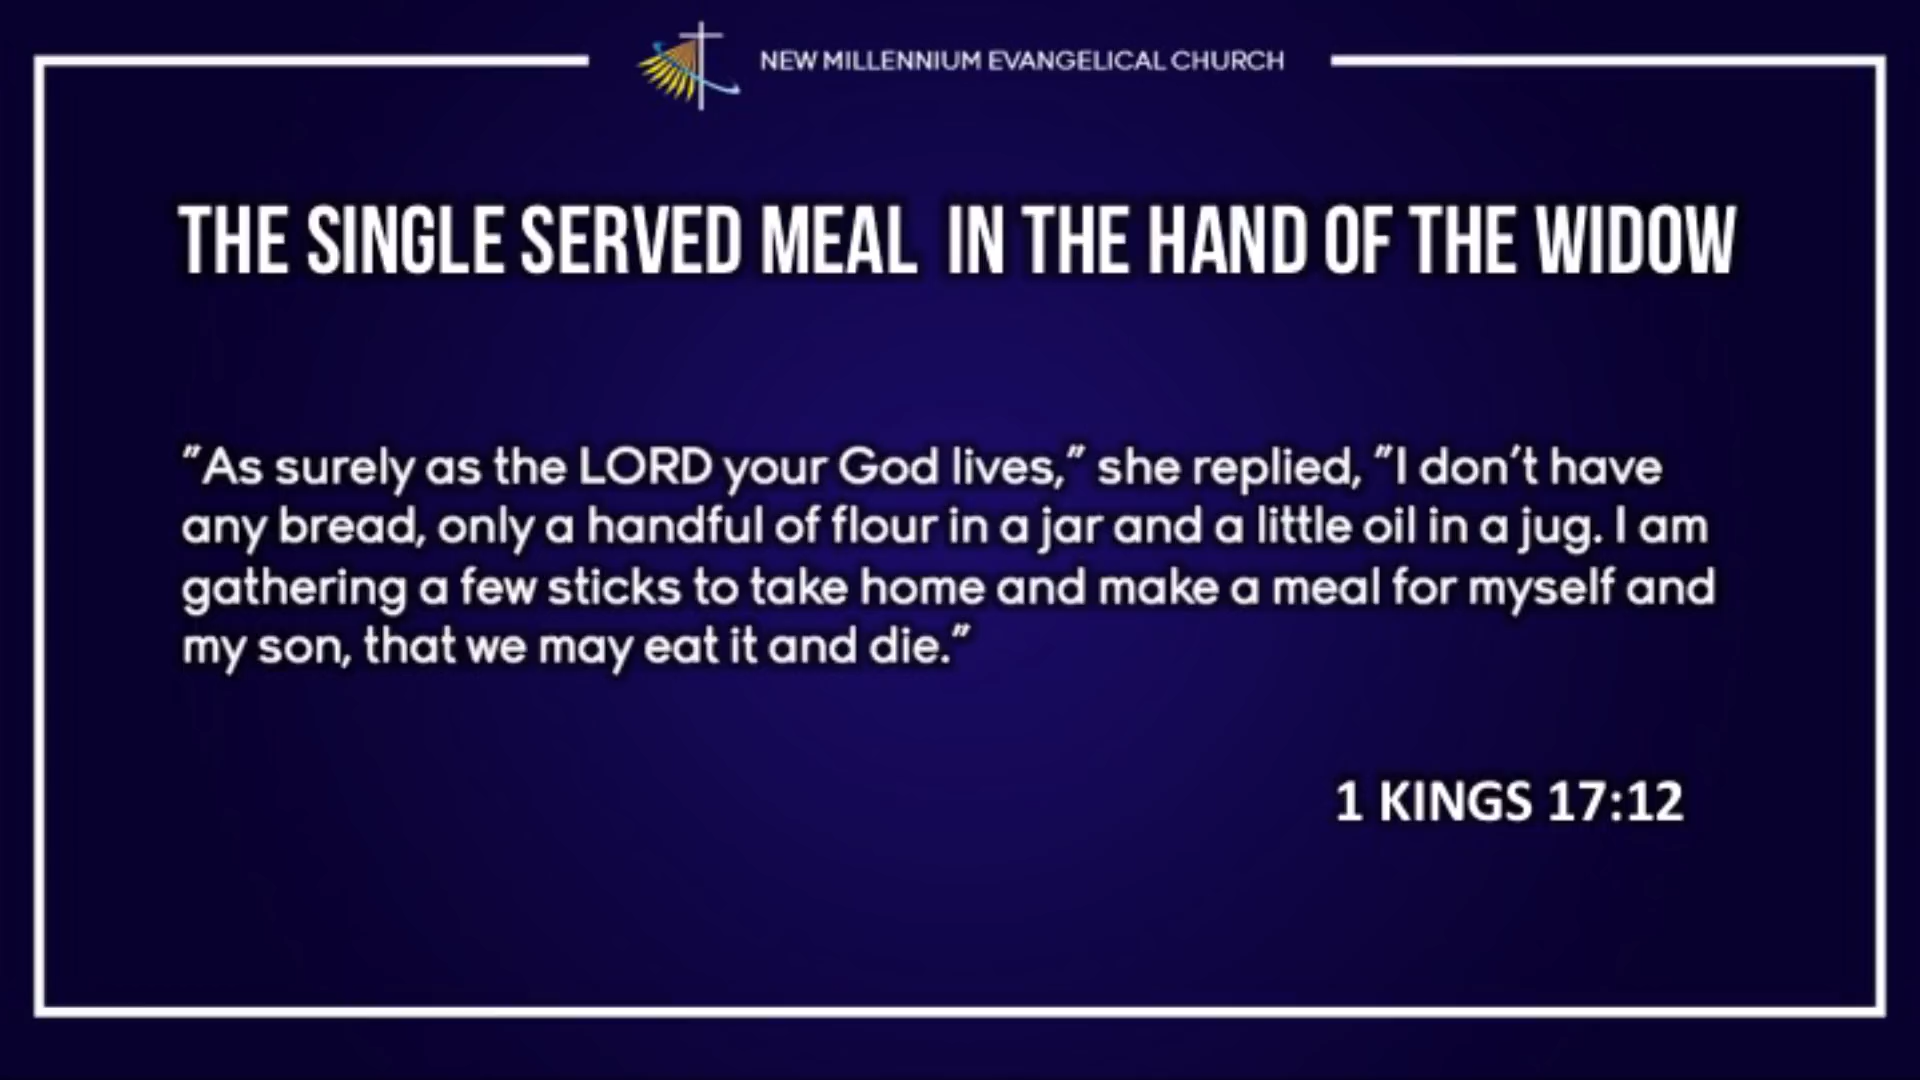 NEW MILLENNIUM EVANGELICAL CHURCH
THE SINGLE SERVED MEAL IN THE HAND OF THE WIDOW
"As surely as the LORD your God lives," she replied, "I don't have
any bread, only a handful of flour in a jar and a little oil in a jug. I am
gathering a few sticks to take home and make a meal for myself and
my son, that we may eat it and die."
1 KINGS 17:12